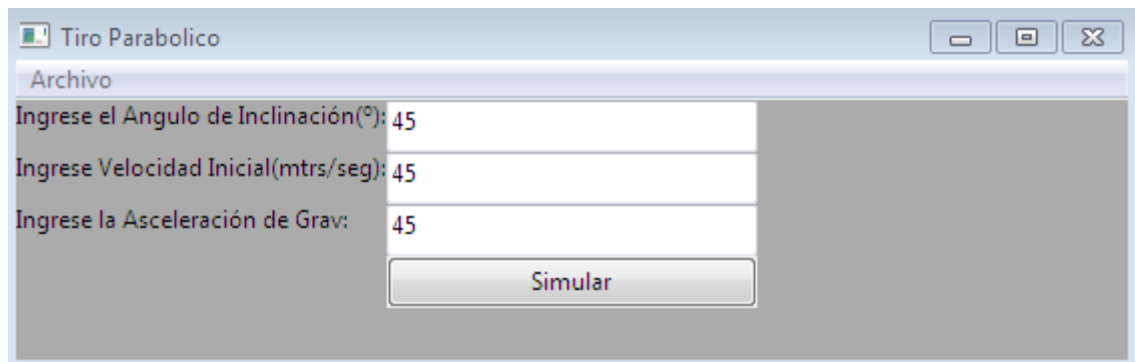 Tiro Parabolico
Archivo
Ingrese el Angulo de Inclinación(º): 45
Ingrese Velocidad Inicial(mtrs/seg): 45
Ingrese la Asceleración de Grav: 45
Simular